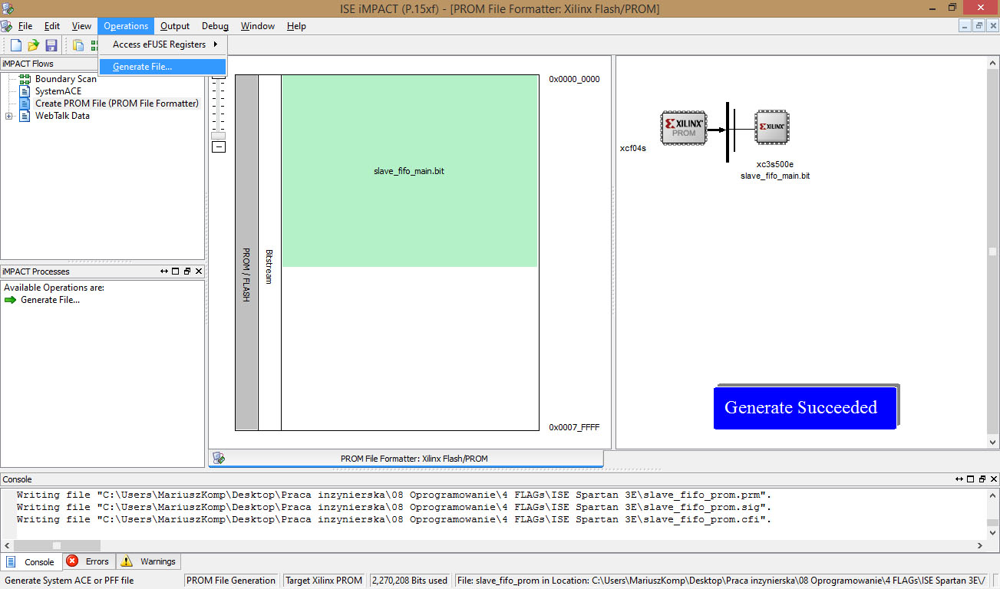 ISE iMPACT (P.15xf) - [PROM File Formatter: Xilinx Flash/PROM]
File Edit View Operations Output Debug Window Help
Access eFUSE Registers
Generate File...
iMPACT Flows
Boundary Scan
SystemACE
Create PROM File (PROM File Formatter)
WebTalk Data
iMPACT Processes
Available Operations are:
Generate File...
PROM / FLASH
Bitstream
slave_fifo_main.bit
0x0000_0000
0x0007_FFFF
XILINX
PROM
xcf04s
XILINX
xc3s500e
slave_fifo_main.bit
Generate Succeeded
PROM File Formatter: Xilinx Flash/PROM
Console
Writing file "C:\Users\MariuszKomp\Desktop\Praca inzynierska\08 Oprogramowanie\4 FLAGs\ISE Spartan 3E\slave_fifo_prom.prm".
Writing file "C:\Users\MariuszKomp\Desktop\Praca inzynierska\08 Oprogramowanie\4 FLAGs\ISE Spartan 3E\slave_fifo_prom.sig".
Writing file "C:\Users\MariuszKomp\Desktop\Praca inzynierska\08 Oprogramowanie\4 FLAGs\ISE Spartan 3E\slave_fifo_prom.cfi".
Console Errors Warnings
Generate System ACE or PFF file PROM File Generation Target Xilinx PROM 2,270,208 Bits used File: slave_fifo_prom in Location: C:\Users\MariuszKomp\Desktop\Praca inzynierska\08 Oprogramowanie\4 FLAGs\ISE Spartan 3E\/